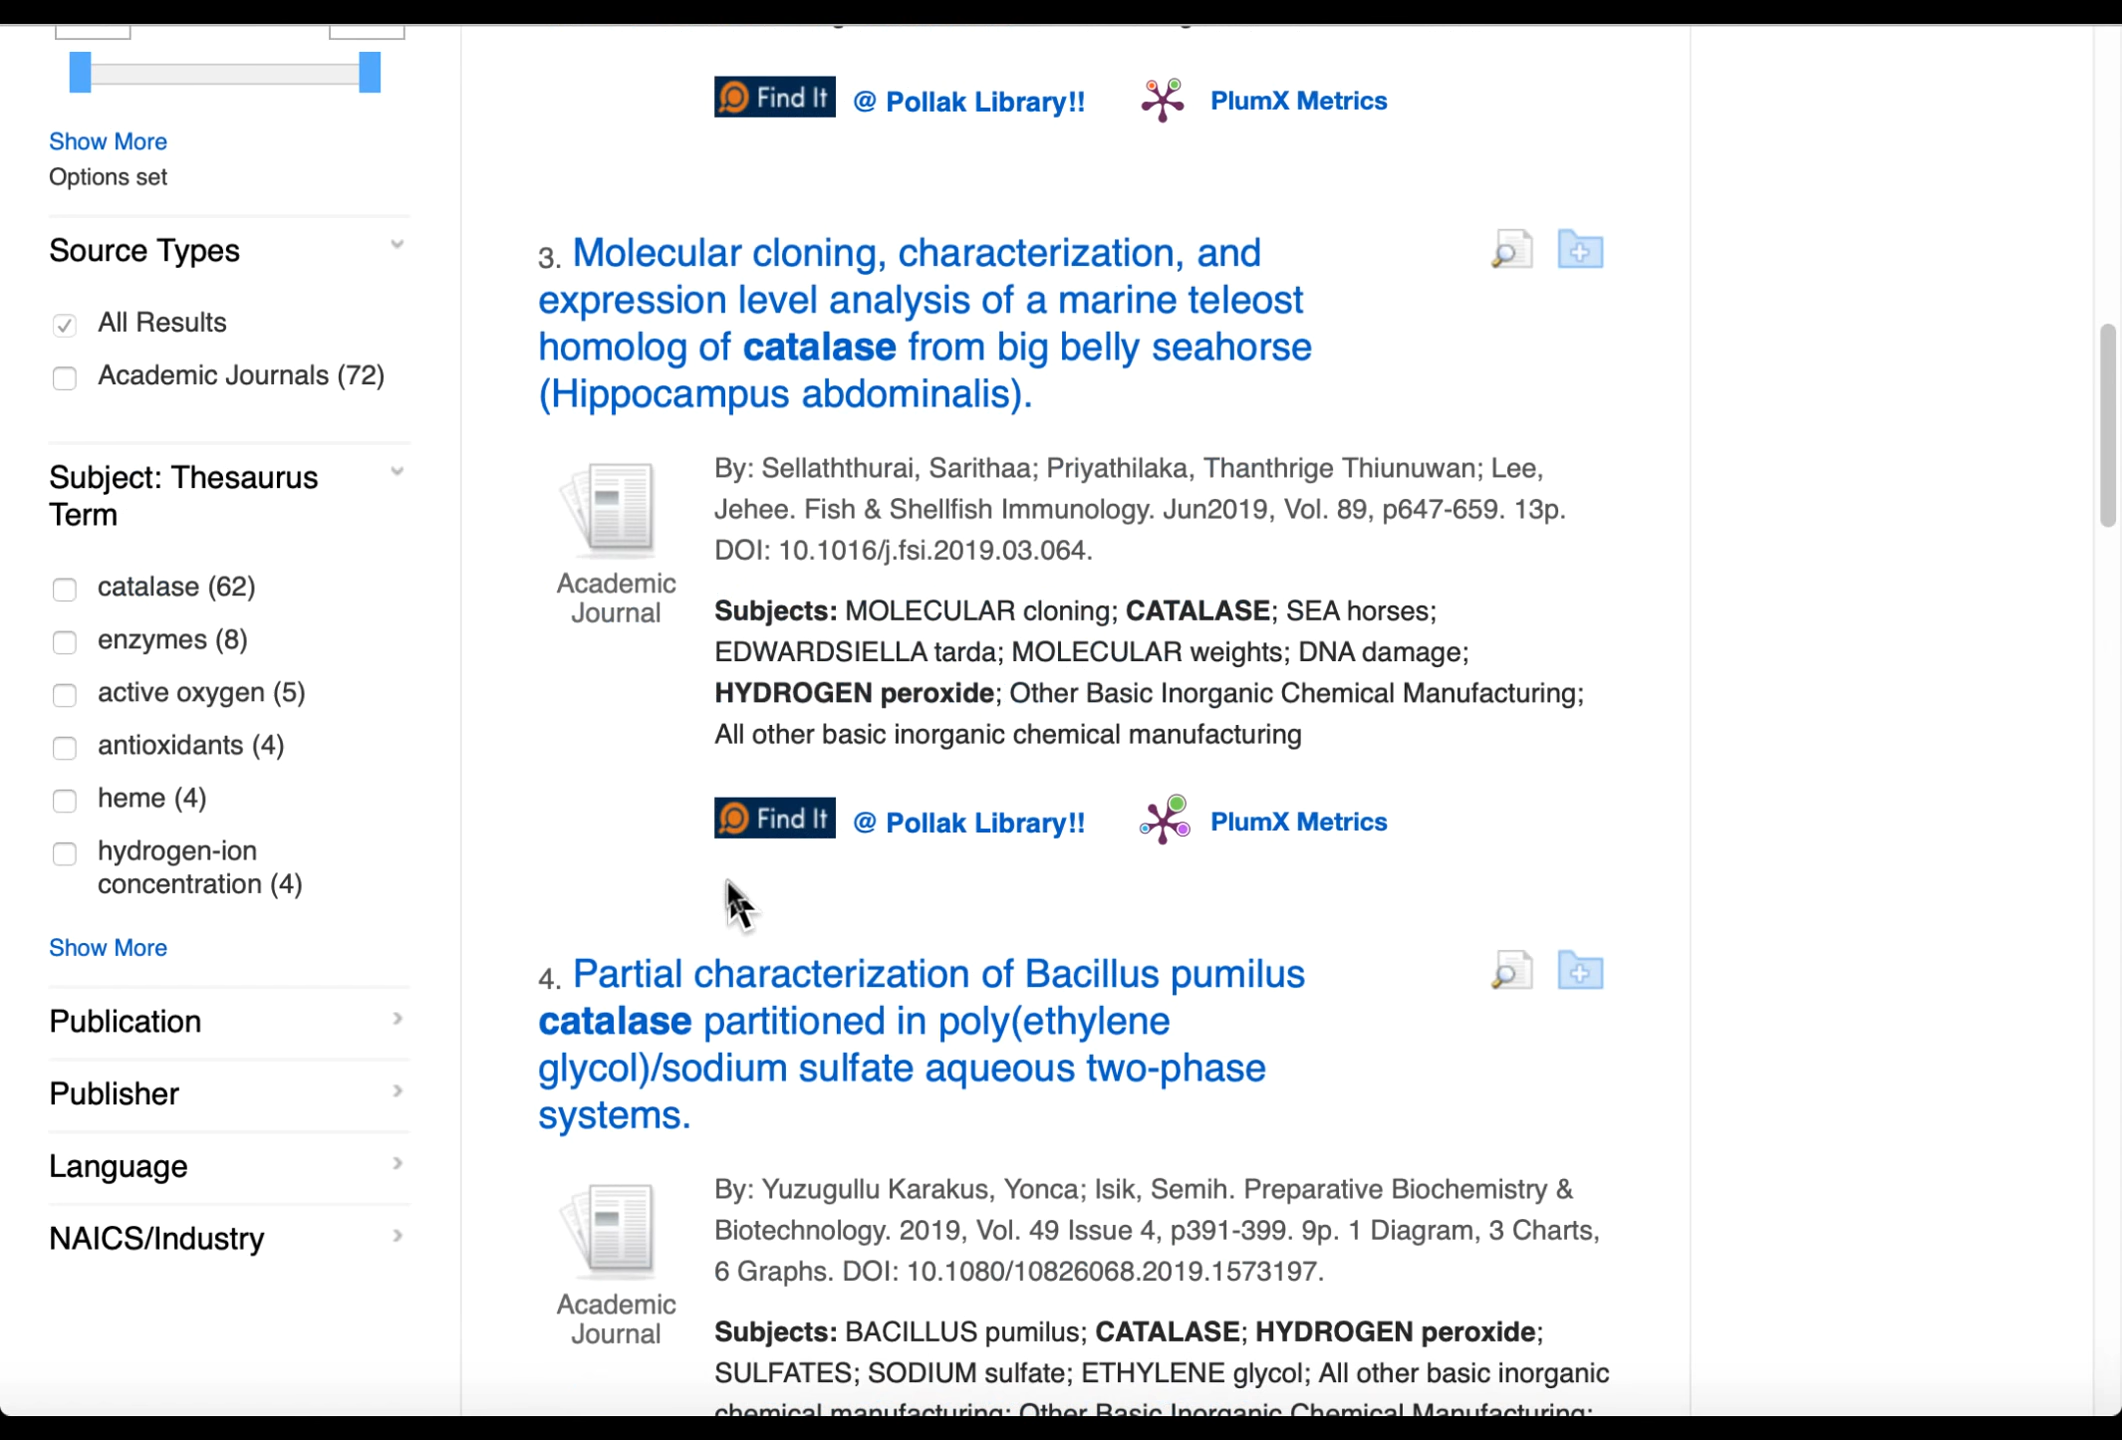 Show More
Options set
Source Types
All Results
Academic Journals (72)
Subject: Thesaurus
Term
catalase (62)
enzymes (8)
active oxygen (5)
antioxidants (4)
heme (4)
hydrogen-ion
concentration (4)
Show More
Publication
Publisher
Language
NAICS/Industry
Find It @ Pollak Library!! PlumX Metrics
3. Molecular cloning, characterization, and
expression level analysis of a marine teleost
homolog of catalase from big belly seahorse
(Hippocampus abdominalis).
Academic
Journal
By: Sellaththurai, Sarithaa; Priyathilaka, Thanthrige Thiunuwan; Lee,
Jehee. Fish & Shellfish Immunology. Jun2019, Vol. 89, p647-659. 13p.
DOI: 10.1016/j.fsi.2019.03.064.
Subjects: MOLECULAR cloning; CATALASE; SEA horses;
EDWARDSIELLA tarda; MOLECULAR weights; DNA damage;
HYDROGEN peroxide; Other Basic Inorganic Chemical Manufacturing;
All other basic inorganic chemical manufacturing
Find It @ Pollak Library!! PlumX Metrics
4. Partial characterization of Bacillus pumilus
catalase partitioned in poly(ethylene
glycol)/sodium sulfate aqueous two-phase
systems.
Academic
Journal
By: Yuzugullu Karakus, Yonca; Isik, Semih. Preparative Biochemistry &
Biotechnology. 2019, Vol. 49 Issue 4, p391-399. 9p. 1 Diagram, 3 Charts,
6 Graphs. DOI: 10.1080/10826068.2019.1573197.
Subjects: BACILLUS pumilus; CATALASE; HYDROGEN peroxide;
SULFATES; SODIUM sulfate; ETHYLENE glycol; All other basic inorganic
chemical manufacturing; Other Basic Inorganic Chemical Manufacturing;